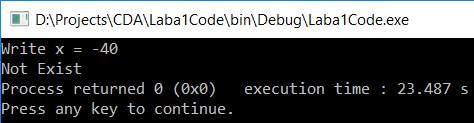 D:\Projects\CDA\Laba1Code\bin\Debug\Laba1Code.exe
Write x = -40
Not Exist
Process returned 0 (0x0)   execution time : 23.487 s
Press any key to continue.